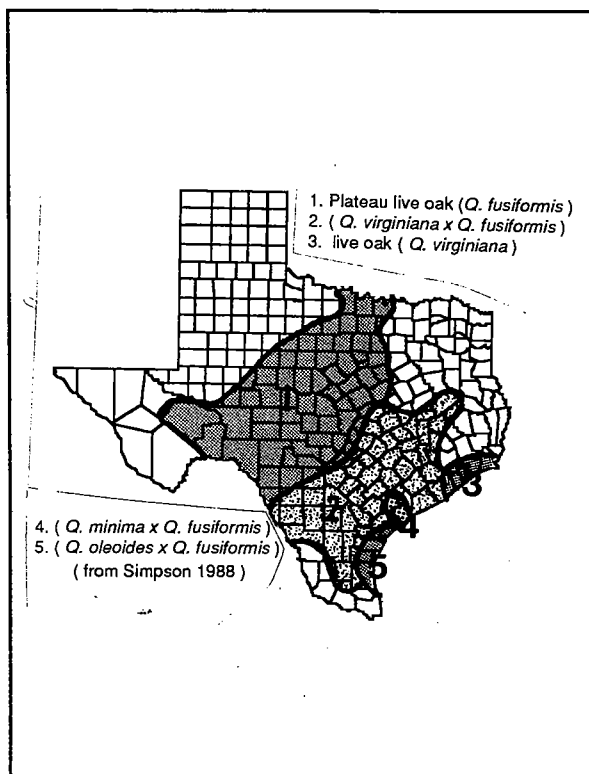 1. Plateau live oak (Q. fusiformis)
2. (Q. virginiana x Q. fusiformis)
3. live oak (Q. virginiana)
2
3
4
5
4. (Q. minima x Q. fusiformis)
5. (Q. oleoides x Q. fusiformis)
(from Simpson 1988)